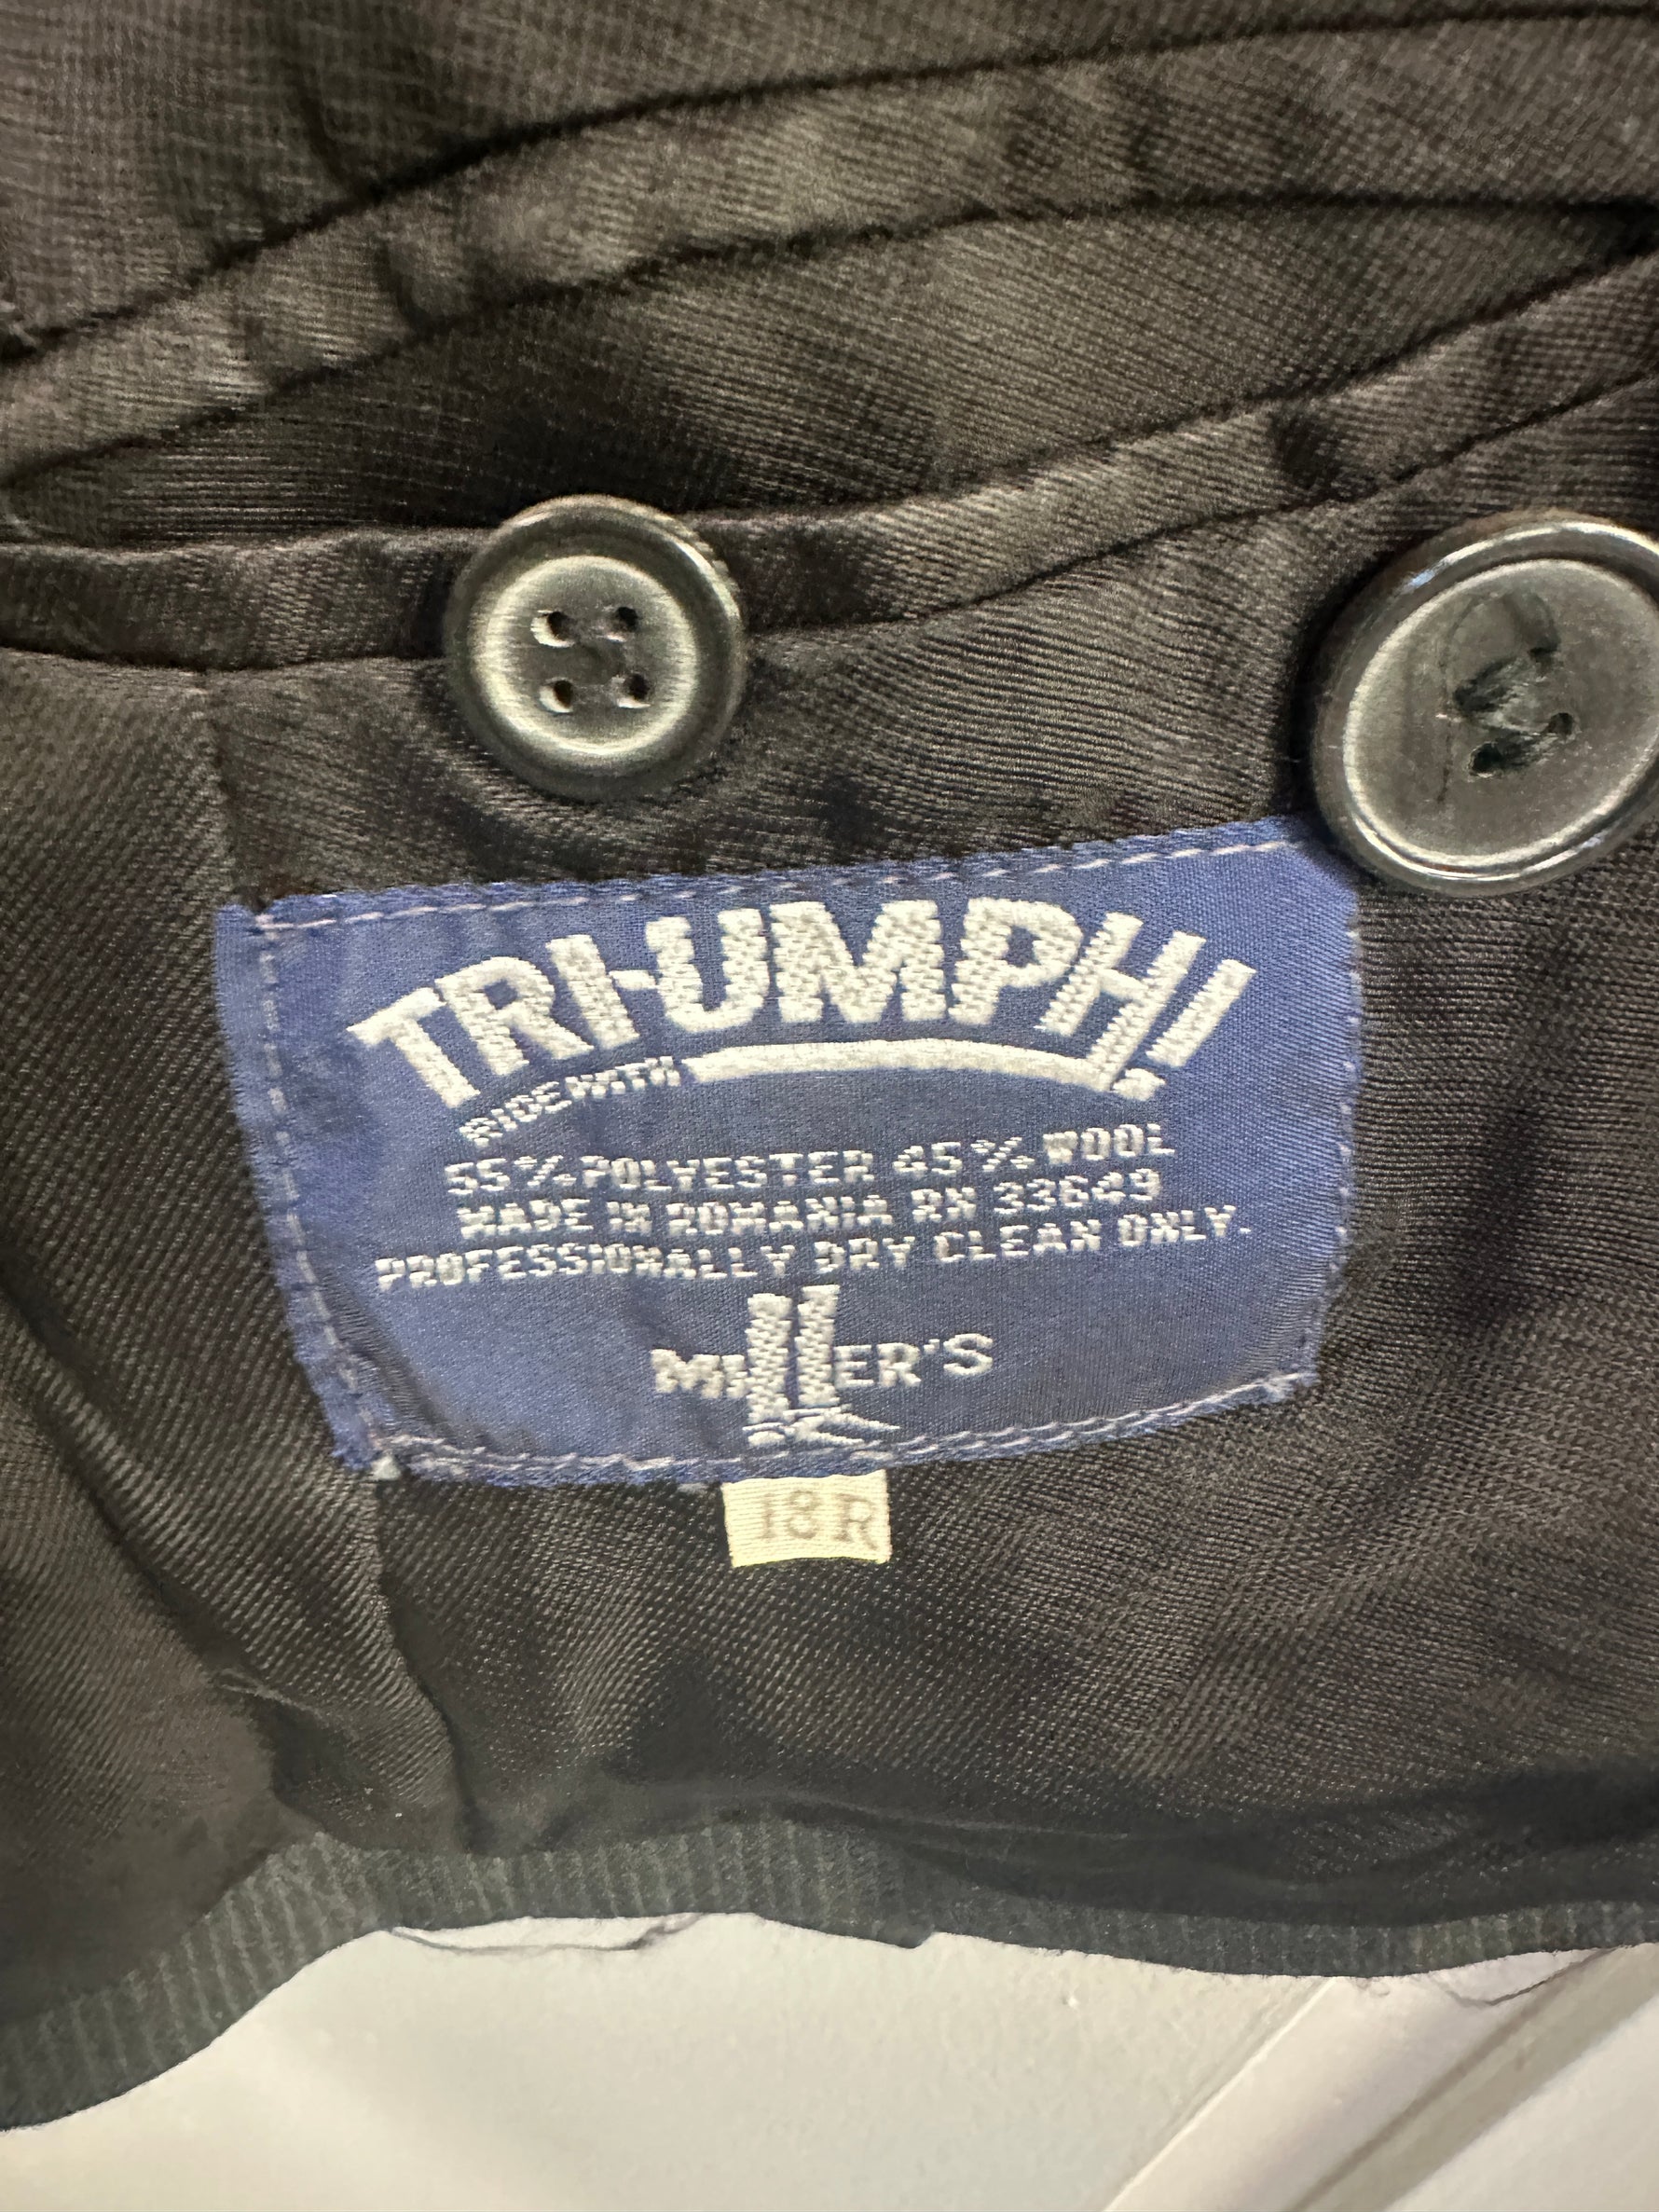 TRI-UMPH!
RIDE WITH
55% POLYESTER 45% WOOL
MADE IN ROMANIA RN 33649
PROFESSIONALLY DRY CLEAN ONLY.
MILLER'S
18R